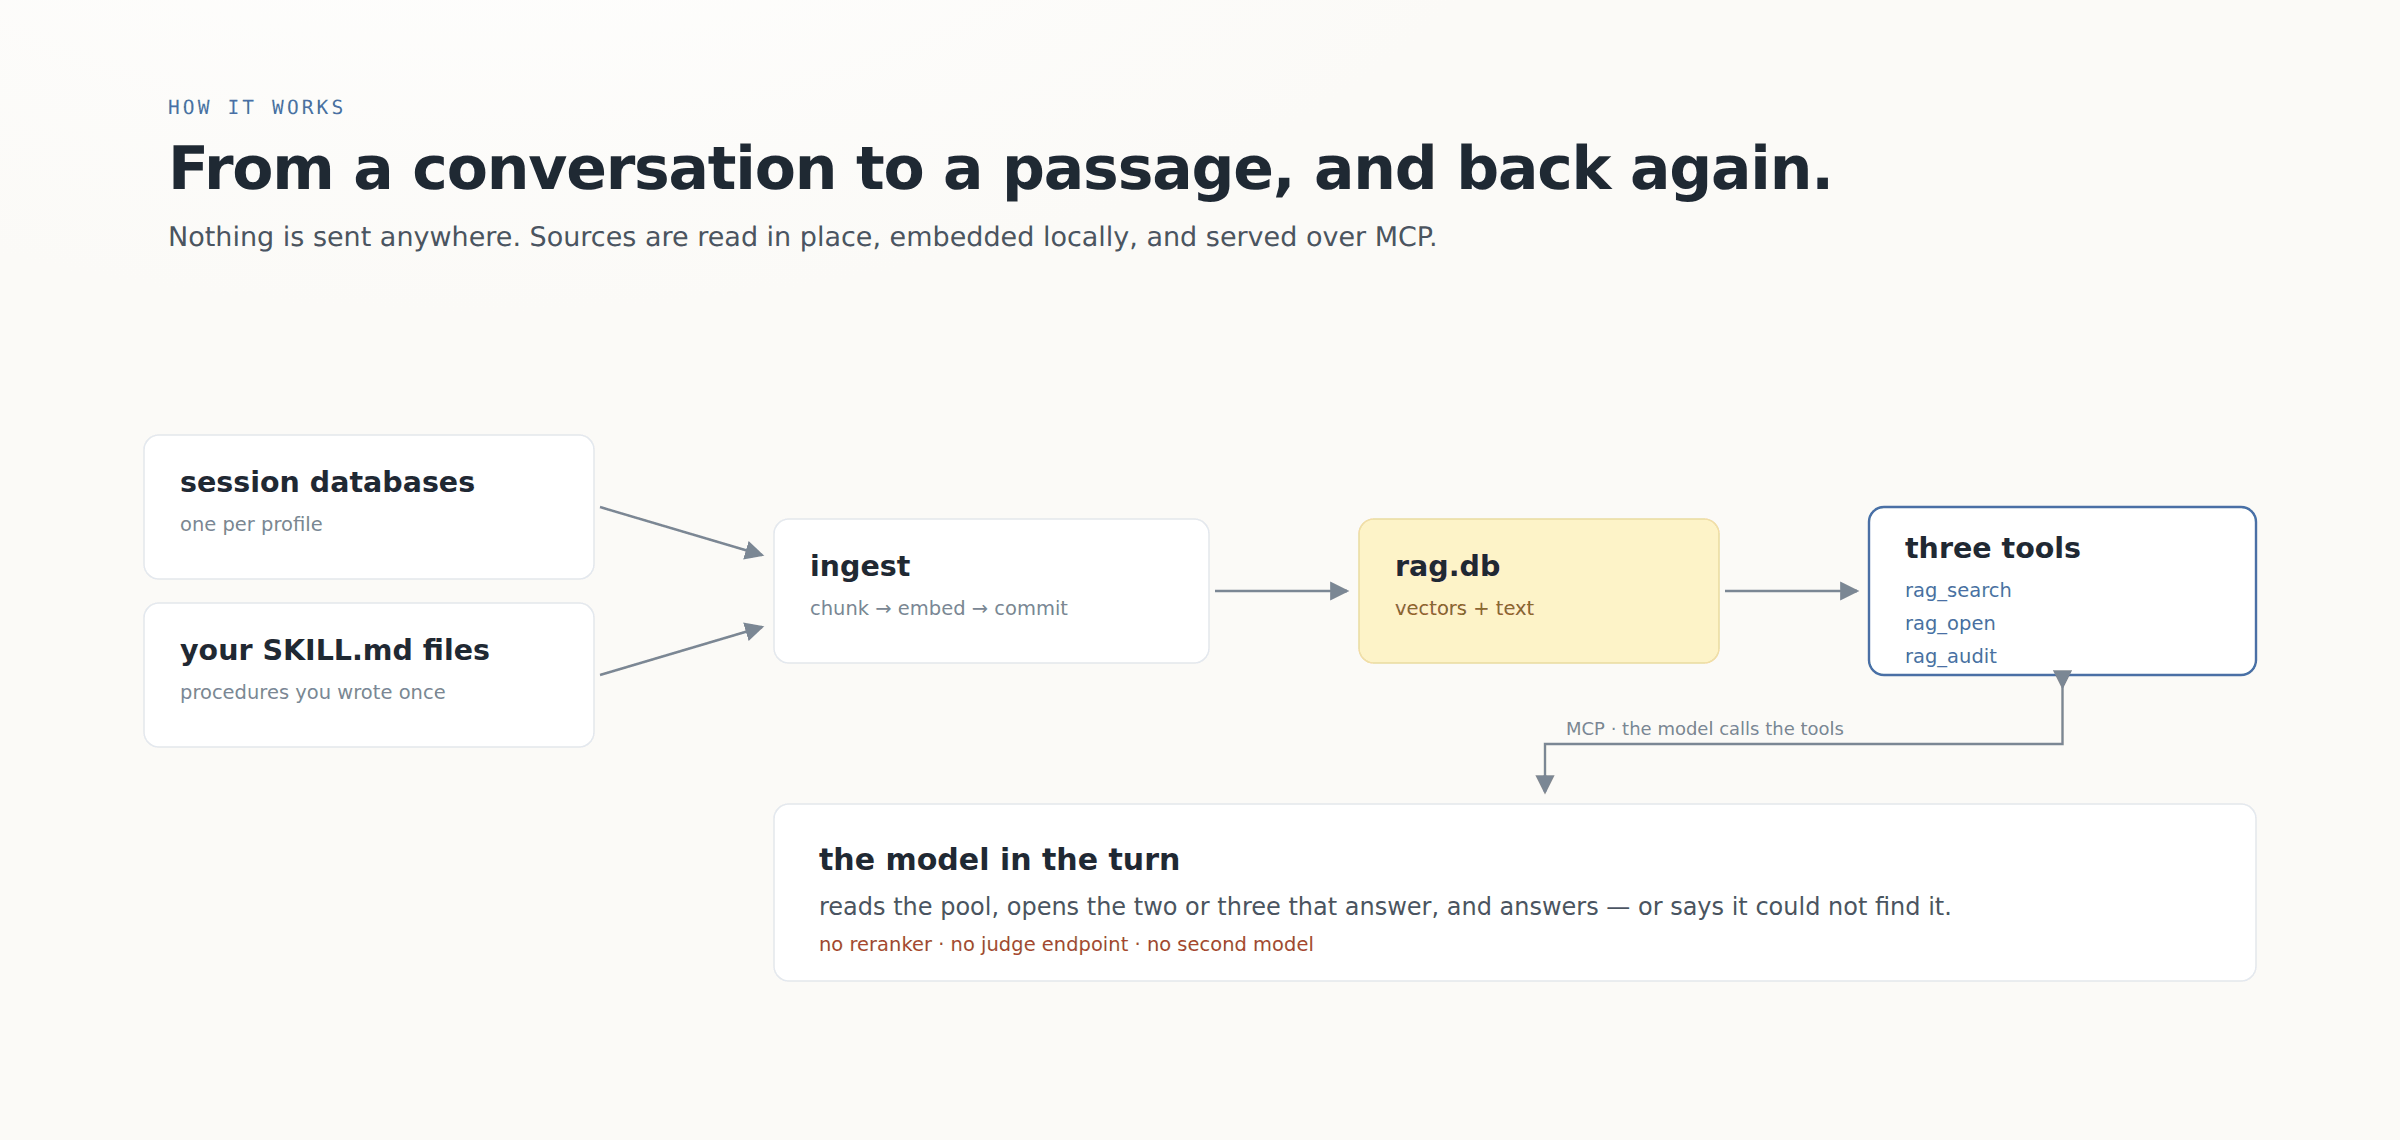 HOW IT WORKS
From a conversation to a passage, and back again.
Nothing is sent anywhere. Sources are read in place, embedded locally, and served over MCP.
session databases
one per profile
your SKILL.md files
procedures you wrote once
ingest
chunk → embed → commit
rag.db
vectors + text
three tools
rag_search
rag_open
rag_audit
MCP · the model calls the tools
the model in the turn
reads the pool, opens the two or three that answer, and answers — or says it could not find it.
no reranker · no judge endpoint · no second model